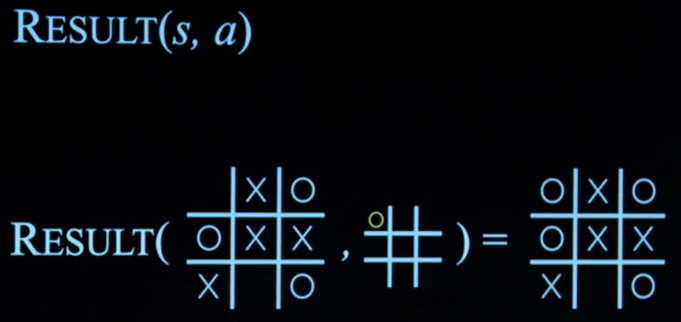 RESULT(s, a)
X O
O X O
RESULT( O X X , O ) = O X X
X O
X O